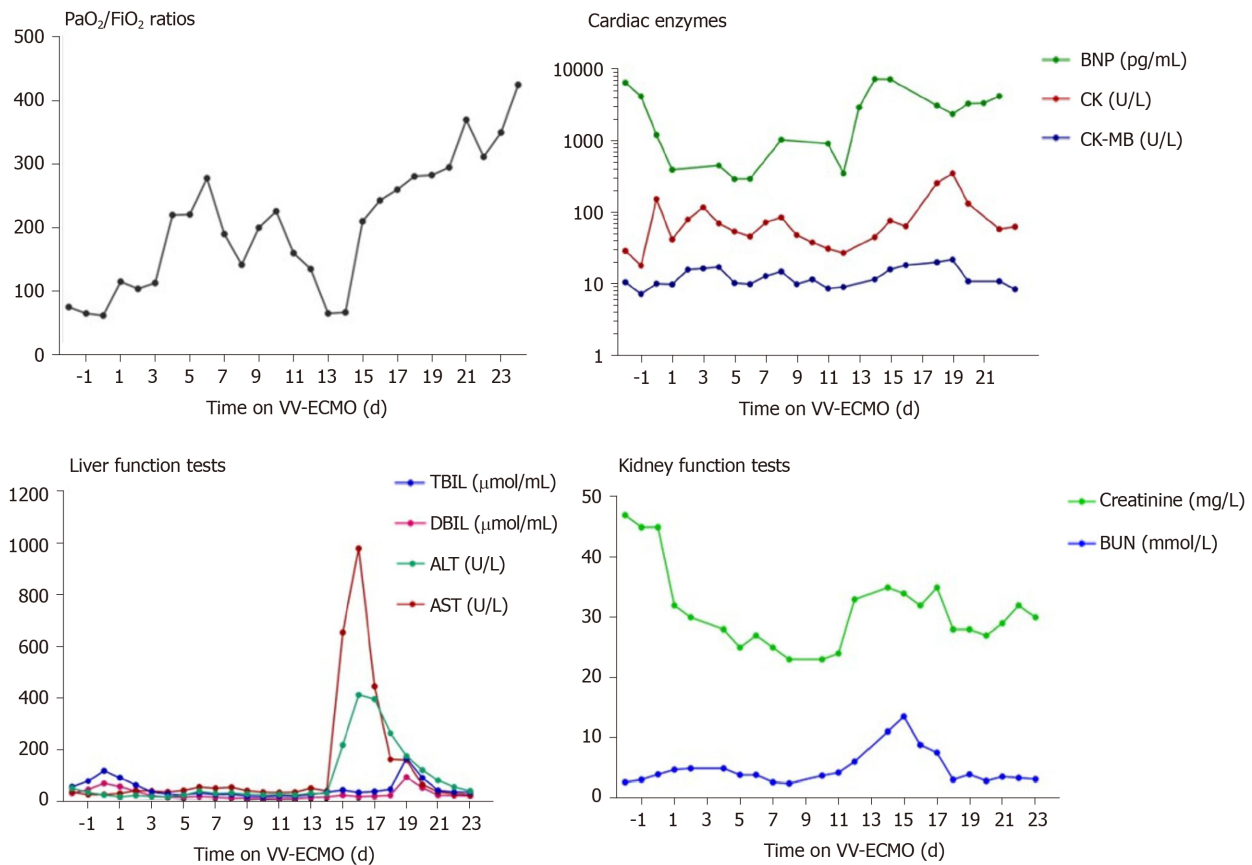 PaO₂/FiO₂ ratios
500
400
300
200
100
0
-1 1 3 5 7 9 11 13 15 17 19 21 23
Time on VV-ECMO (d)
Cardiac enzymes
10000
1000
100
10
1
-1 1 3 5 7 9 11 13 15 17 19 21
Time on VV-ECMO (d)
BNP (pg/mL)
CK (U/L)
CK-MB (U/L)
Liver function tests
1200
1000
800
600
400
200
0
-1 1 3 5 7 9 11 13 15 17 19 21 23
Time on VV-ECMO (d)
TBIL (μmol/mL)
DBIL (μmol/mL)
ALT (U/L)
AST (U/L)
Kidney function tests
50
40
30
20
10
0
-1 1 3 5 7 9 11 13 15 17 19 21 23
Time on VV-ECMO (d)
Creatinine (mg/L)
BUN (mmol/L)